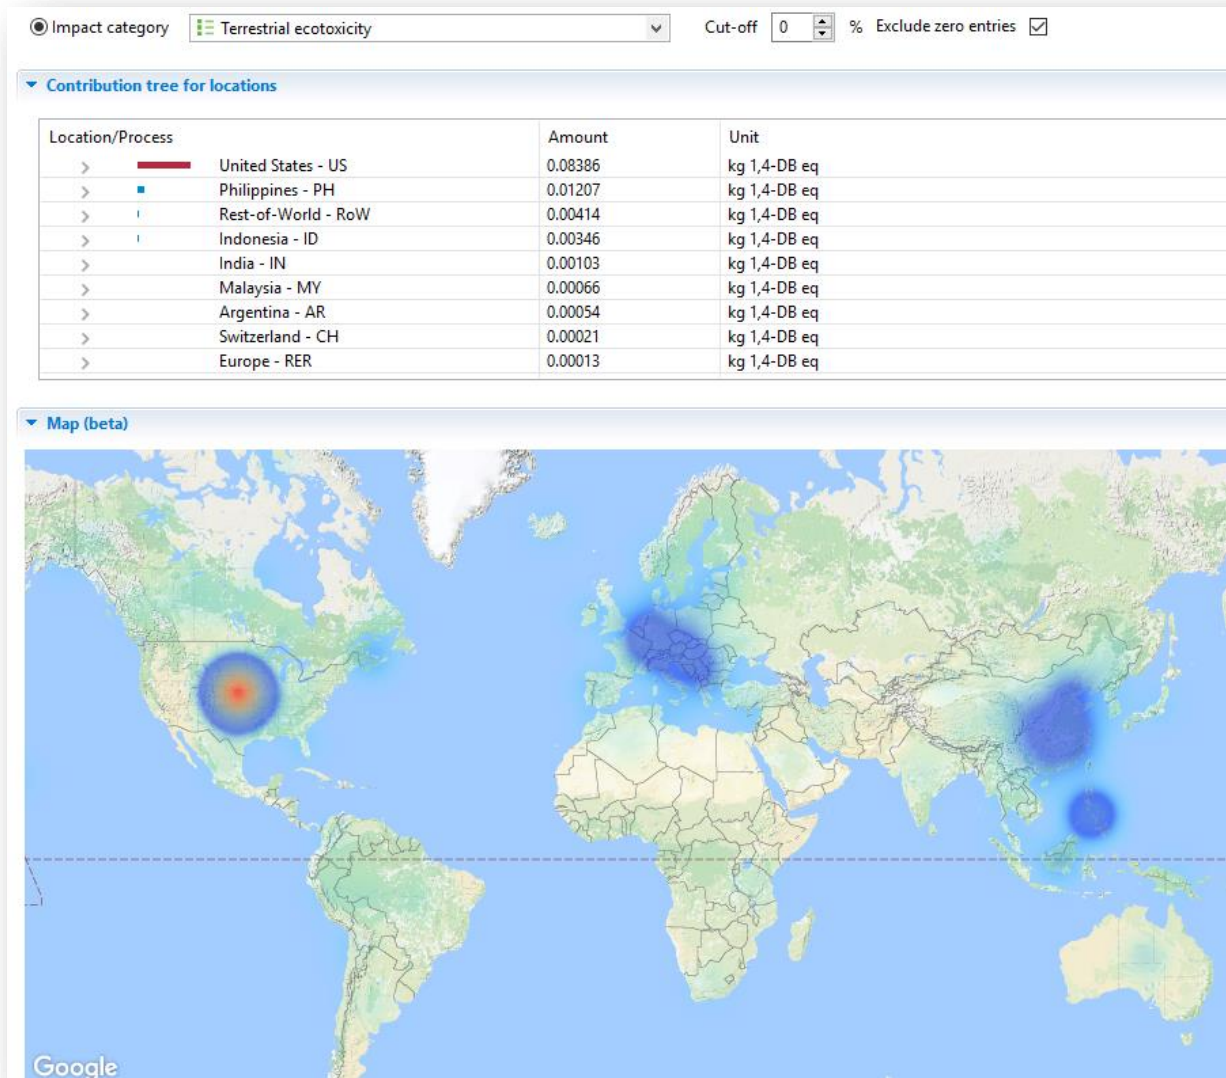 Impact category Terrestrial ecotoxicity Cut-off 0 % Exclude zero entries
Contribution tree for locations
Location/Process Amount Unit
United States - US 0.08386 kg 1,4-DB eq
Philippines - PH 0.01207 kg 1,4-DB eq
Rest-of-World - RoW 0.00414 kg 1,4-DB eq
Indonesia - ID 0.00346 kg 1,4-DB eq
India - IN 0.00103 kg 1,4-DB eq
Malaysia - MY 0.00066 kg 1,4-DB eq
Argentina - AR 0.00054 kg 1,4-DB eq
Switzerland - CH 0.00021 kg 1,4-DB eq
Europe - RER 0.00013 kg 1,4-DB eq
Map (beta)
Google